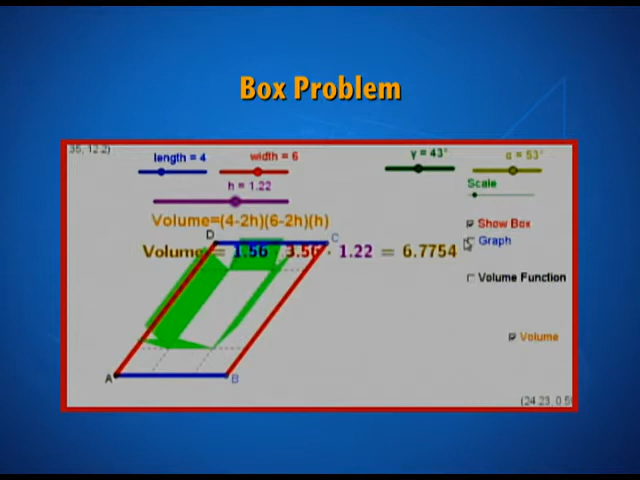 Box Problem
35, 12.2)
length = 4
width = 6
γ = 43°
α = 53°
h = 1.22
Scale
Volume=(4-2h)(6-2h)(h)
Show Box
D
C
Graph
Volume = 1.56 · 3.56 · 1.22 = 6.7754
Volume Function
Volume
A
B
(24.23, 0.5